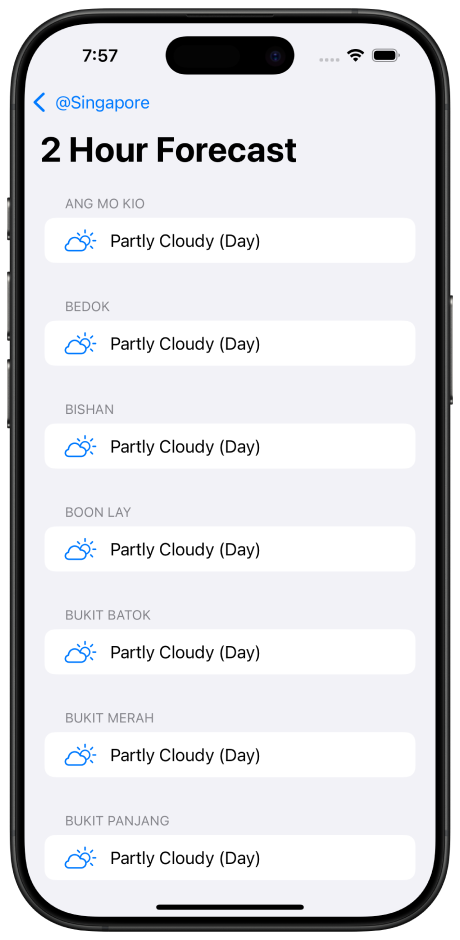 7:57
@Singapore
2 Hour Forecast
ANG MO KIO
Partly Cloudy (Day)
BEDOK
Partly Cloudy (Day)
BISHAN
Partly Cloudy (Day)
BOON LAY
Partly Cloudy (Day)
BUKIT BATOK
Partly Cloudy (Day)
BUKIT MERAH
Partly Cloudy (Day)
BUKIT PANJANG
Partly Cloudy (Day)